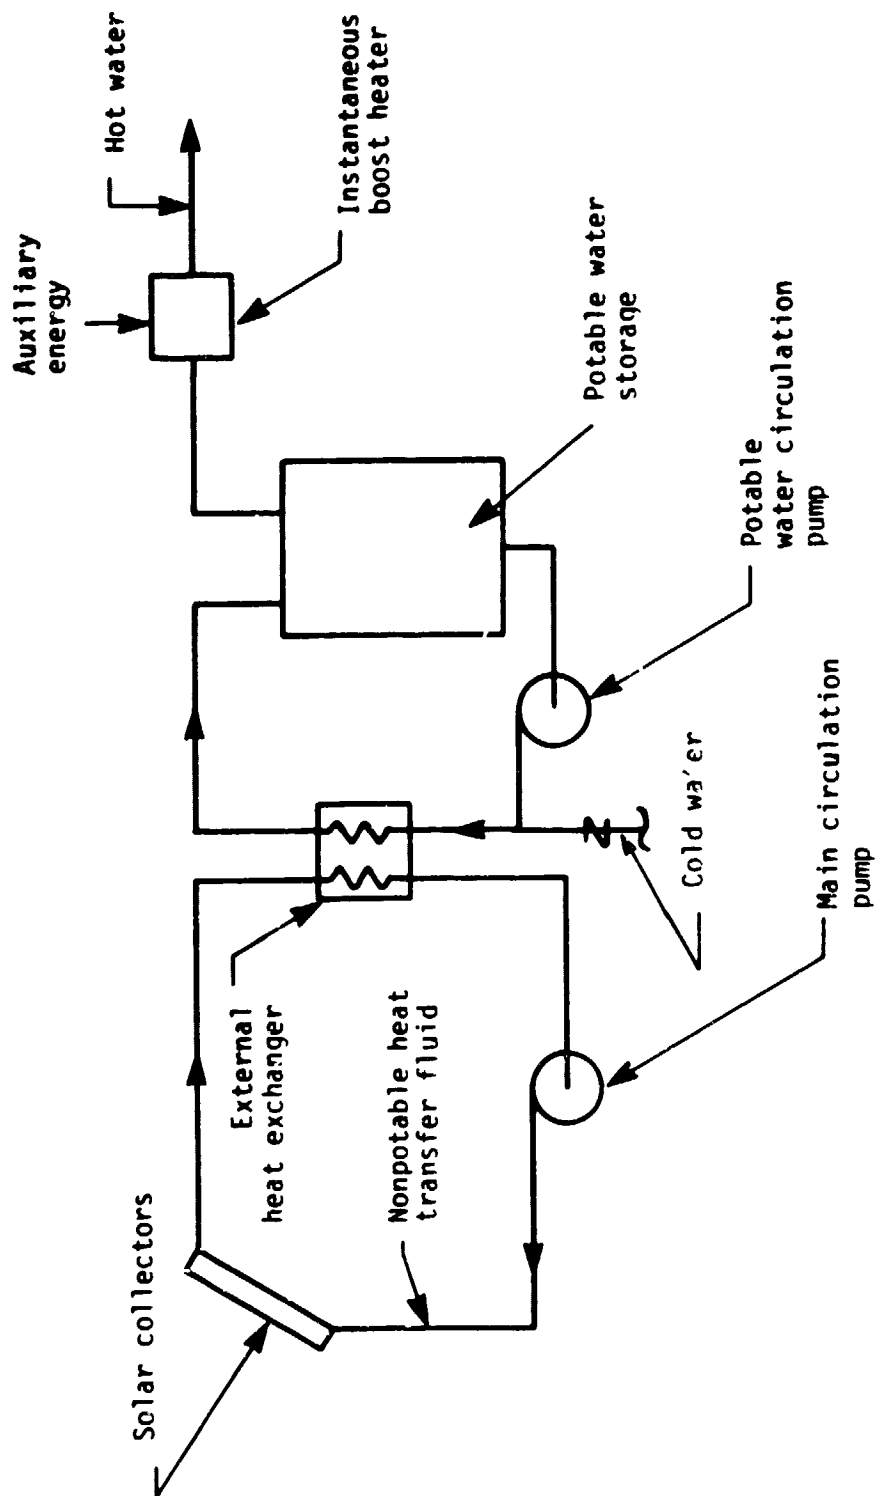 Auxiliary
energy
Hot water
Solar collectors
Instantaneous
boost heater
External
heat exchanger
Nonpotable heat
transfer fluid
Potable water
storage
Cold wa'er
Potable
water circulation
pump
Main circulation
pump